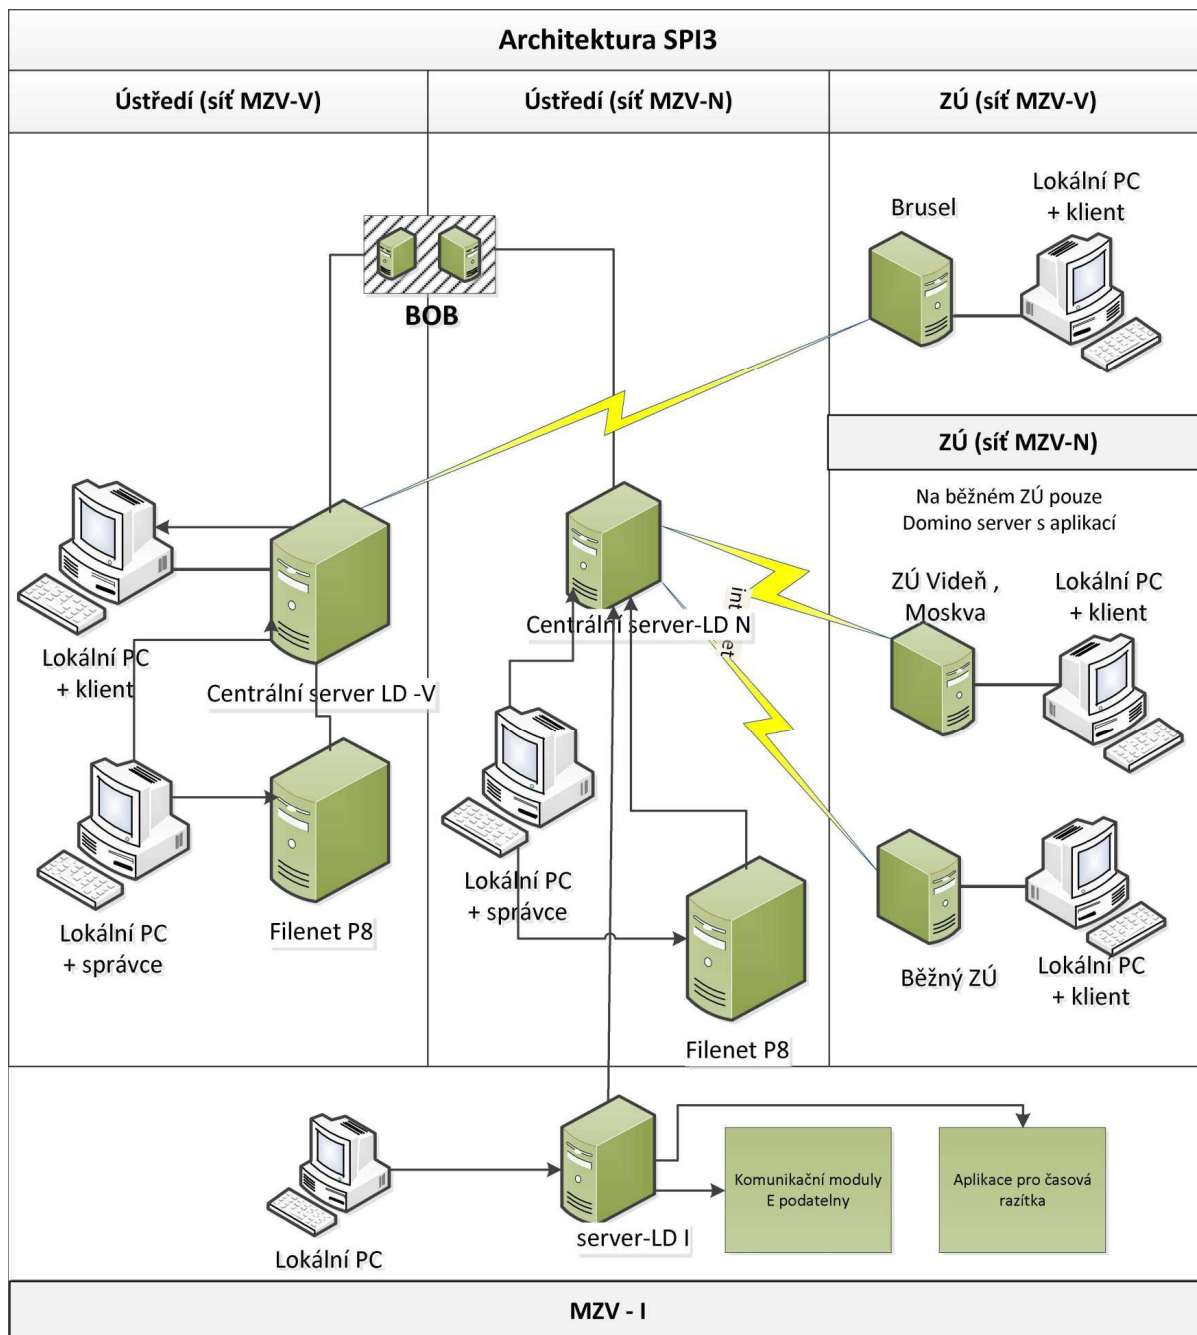 Architektura SPI3
Ústředí (síť MZV-V)
Ústředí (síť MZV-N)
ZÚ (síť MZV-V)
BOB
Brusel
Lokální PC
+ klient
ZÚ (síť MZV-N)
Na běžném ZÚ pouze
Domino server s aplikací
Lokální PC
+ klient
Centrální server LD -V
Centrální server-LD N
internet
ZÚ Videň ,
Moskva
Lokální PC
+ klient
Lokální PC
+ správce
Filenet P8
Lokální PC
+ správce
Filenet P8
Běžný ZÚ
Lokální PC
+ klient
Lokální PC
server-LD I
Komunikační moduly
E podatelny
Aplikace pro časová
razítka
MZV - I